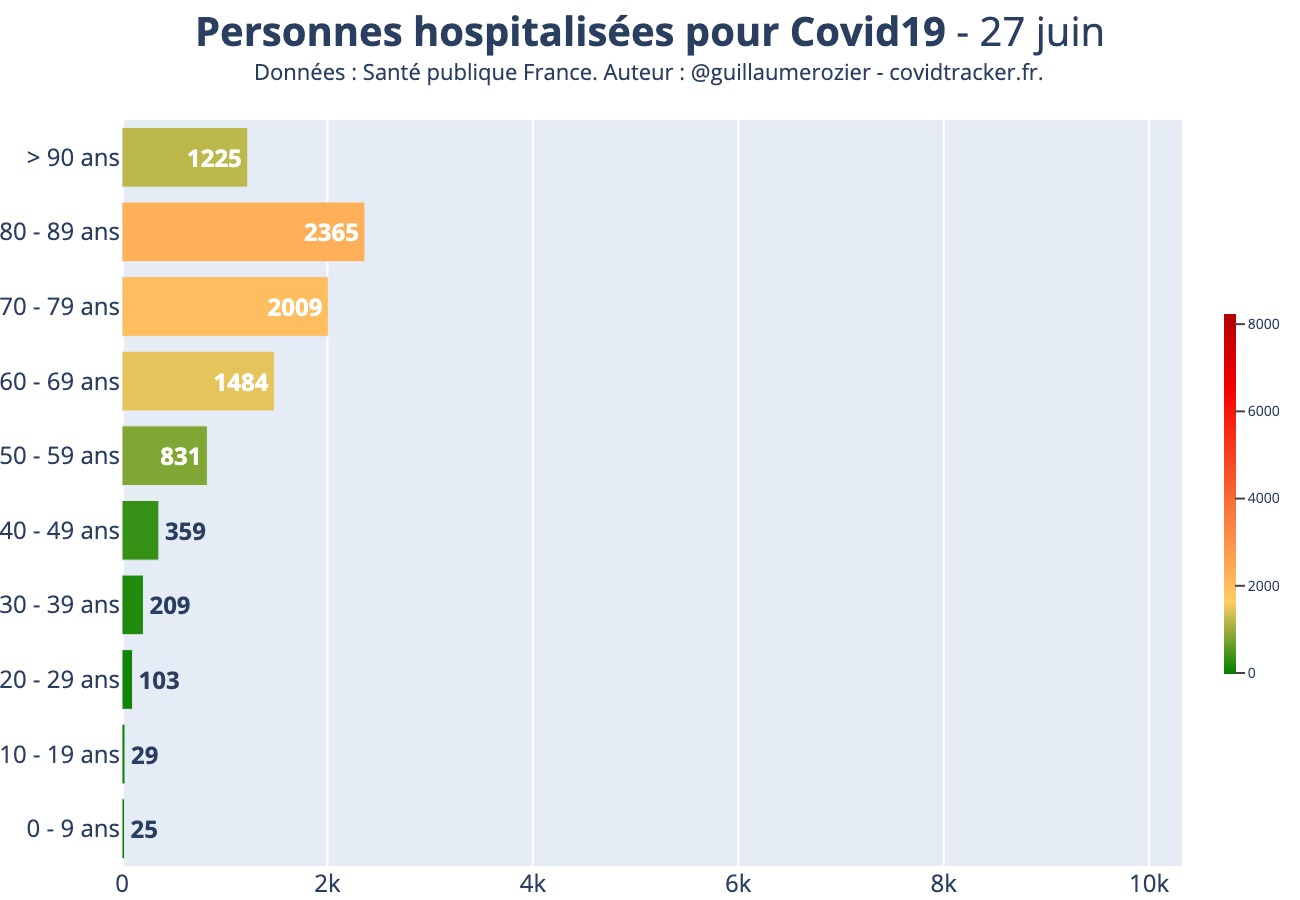 Personnes hospitalisées pour Covid19 - 27 juin
Données : Santé publique France. Auteur : @guillaumerozier - covidtracker.fr.
> 90 ans 1225
80 - 89 ans 2365
70 - 79 ans 2009
60 - 69 ans 1484
50 - 59 ans 831
40 - 49 ans 359
30 - 39 ans 209
20 - 29 ans 103
10 - 19 ans 29
0 - 9 ans 25
0 2k 4k 6k 8k 10k
8000
6000
4000
2000
0